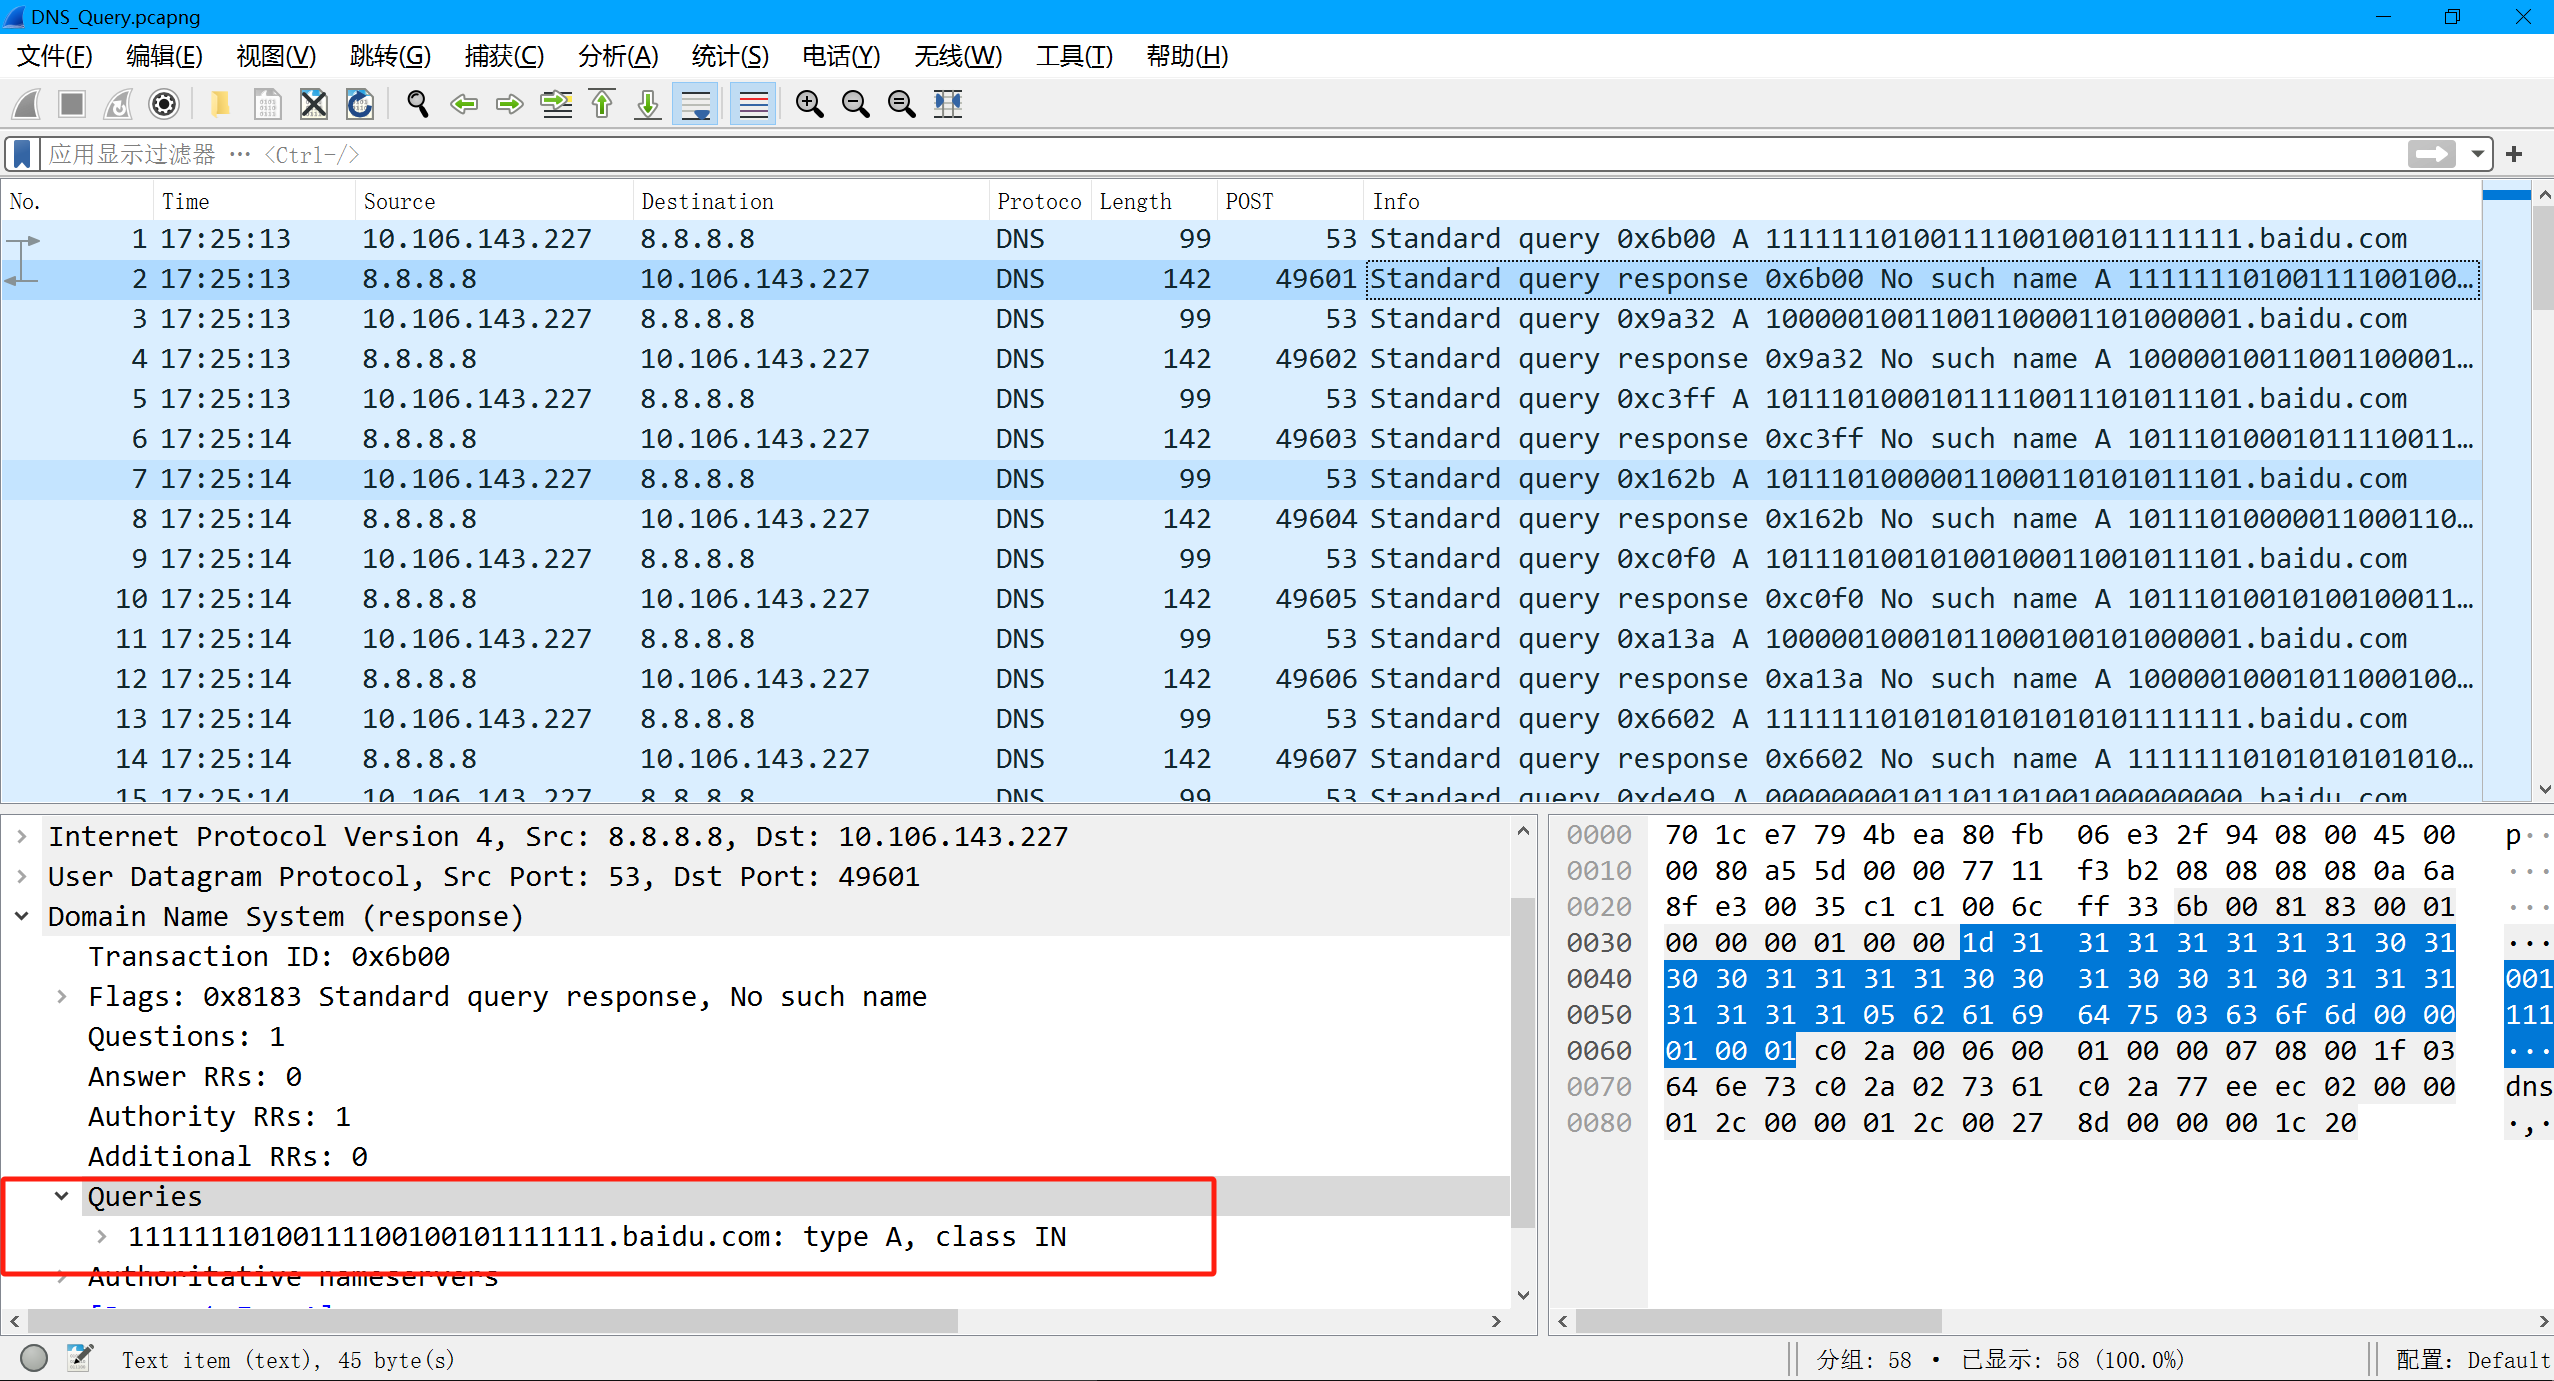 DNS_Query.pcapng
文件(F) 编辑(E) 视图(V) 跳转(G) 捕获(C) 分析(A) 统计(S) 电话(Y) 无线(W) 工具(T) 帮助(H)
应用显示过滤器 … <Ctrl-/>
No. Time Source Destination Protoco Length POST Info
1 17:25:13 10.106.143.227 8.8.8.8 DNS 99 53 Standard query 0x6b00 A 11111110100111100100101111111.baidu.com
2 17:25:13 8.8.8.8 10.106.143.227 DNS 142 49601 Standard query response 0x6b00 No such name A 11111110100111100100…
3 17:25:13 10.106.143.227 8.8.8.8 DNS 99 53 Standard query 0x9a32 A 10000010011001100001101000001.baidu.com
4 17:25:13 8.8.8.8 10.106.143.227 DNS 142 49602 Standard query response 0x9a32 No such name A 10000010011001100001…
5 17:25:13 10.106.143.227 8.8.8.8 DNS 99 53 Standard query 0xc3ff A 10111010001011110011101011101.baidu.com
6 17:25:14 8.8.8.8 10.106.143.227 DNS 142 49603 Standard query response 0xc3ff No such name A 10111010001011110011…
7 17:25:14 10.106.143.227 8.8.8.8 DNS 99 53 Standard query 0x162b A 10111010000011000110101011101.baidu.com
8 17:25:14 8.8.8.8 10.106.143.227 DNS 142 49604 Standard query response 0x162b No such name A 10111010000011000110…
9 17:25:14 10.106.143.227 8.8.8.8 DNS 99 53 Standard query 0xc0f0 A 10111010010100100011001011101.baidu.com
10 17:25:14 8.8.8.8 10.106.143.227 DNS 142 49605 Standard query response 0xc0f0 No such name A 10111010010100100011…
11 17:25:14 10.106.143.227 8.8.8.8 DNS 99 53 Standard query 0xa13a A 10000010001011000100101000001.baidu.com
12 17:25:14 8.8.8.8 10.106.143.227 DNS 142 49606 Standard query response 0xa13a No such name A 10000010001011000100…
13 17:25:14 10.106.143.227 8.8.8.8 DNS 99 53 Standard query 0x6602 A 11111110101010101010101111111.baidu.com
14 17:25:14 8.8.8.8 10.106.143.227 DNS 142 49607 Standard query response 0x6602 No such name A 11111110101010101010…
15 17:25:14 10.106.143.227 8.8.8.8 DNS 99 53 Standard query 0xde49 A 00000000010110110100100000000.baidu.com
Internet Protocol Version 4, Src: 8.8.8.8, Dst: 10.106.143.227
User Datagram Protocol, Src Port: 53, Dst Port: 49601
Domain Name System (response)
Transaction ID: 0x6b00
Flags: 0x8183 Standard query response, No such name
Questions: 1
Answer RRs: 0
Authority RRs: 1
Additional RRs: 0
Queries
11111110100111100100101111111.baidu.com: type A, class IN
Authoritative nameservers
0000 70 1c e7 79 4b ea 80 fb 06 e3 2f 94 08 00 45 00 p··
0010 00 80 a5 5d 00 00 77 11 f3 b2 08 08 08 08 0a 6a ···
0020 8f e3 00 35 c1 c1 00 6c ff 33 6b 00 81 83 00 01 ···
0030 00 00 00 01 00 00 1d 31 31 31 31 31 31 31 30 31 ···
0040 30 30 31 31 31 31 30 30 31 30 30 31 30 31 31 31 001
0050 31 31 31 31 05 62 61 69 64 75 03 63 6f 6d 00 00 111
0060 01 00 01 c0 2a 00 06 00 01 00 00 07 08 00 1f 03 ···
0070 64 6e 73 c0 2a 02 73 61 c0 2a 77 ee ec 02 00 00 dns
0080 01 2c 00 00 01 2c 00 27 8d 00 00 00 1c 20 ·,·
Text item (text), 45 byte(s)
分组: 58 · 已显示: 58 (100.0%)
配置: Default